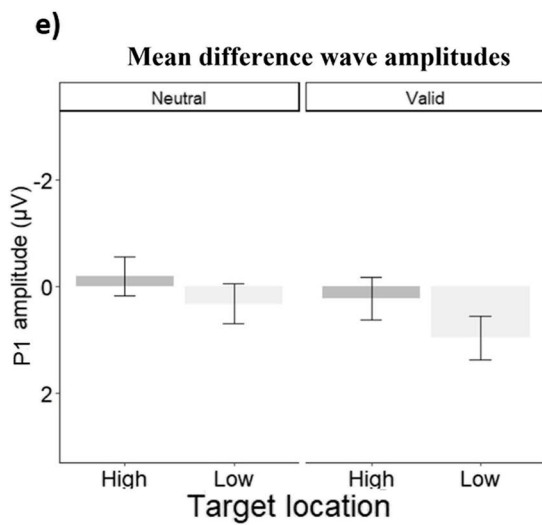 e)
Mean difference wave amplitudes
Neutral Valid
-2
0
2
P1 amplitude (µV)
High Low High Low
Target location